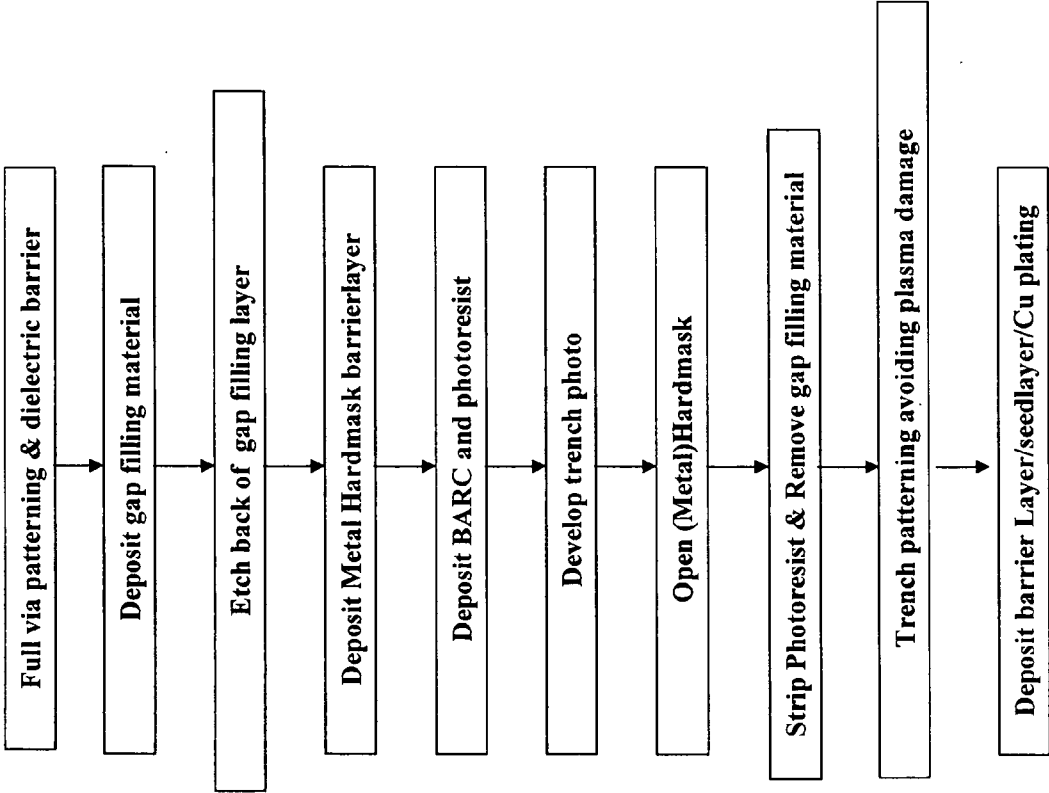 Full via patterning & dielectric barrier
Deposit gap filling material
Etch back of gap filling layer
Deposit Metal Hardmask barrierlayer
Deposit BARC and photoresist
Develop trench photo
Open (Metal)Hardmask
Strip Photoresist & Remove gap filling material
Trench patterning avoiding plasma damage
Deposit barrier Layer/seedlayer/Cu plating